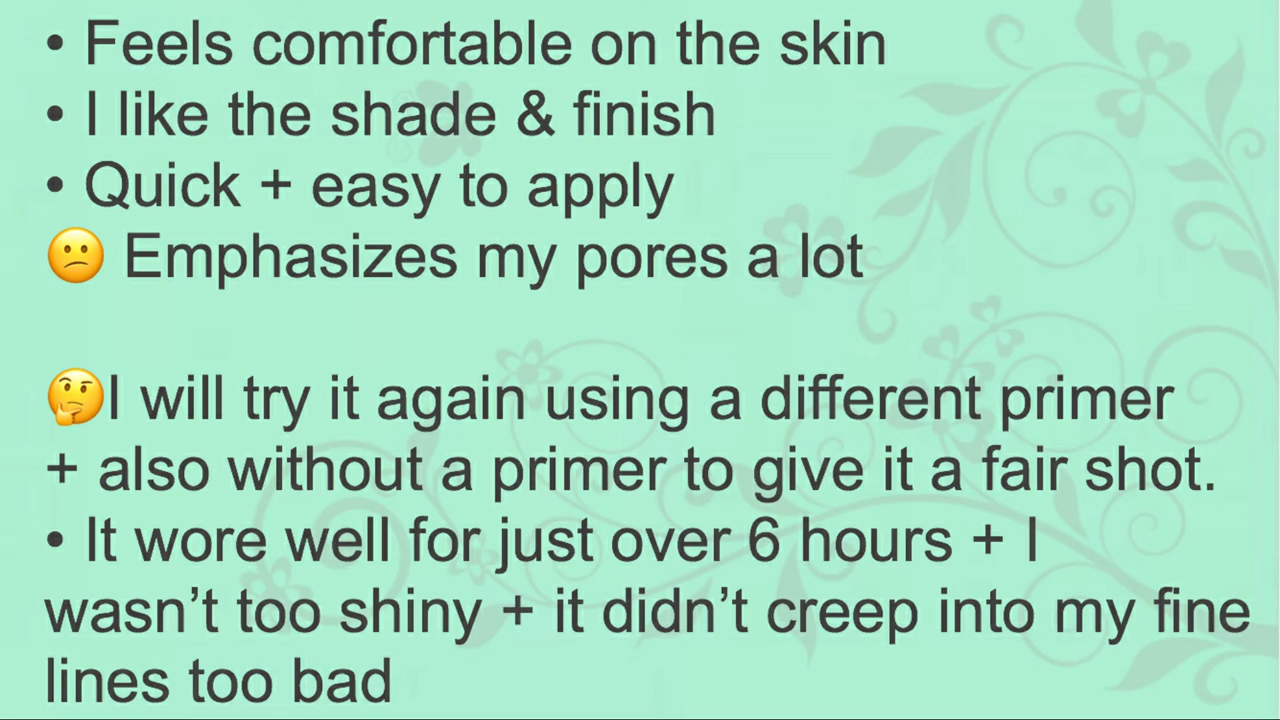 • Feels comfortable on the skin
• I like the shade & finish
• Quick + easy to apply
😕 Emphasizes my pores a lot
🤔I will try it again using a different primer
+ also without a primer to give it a fair shot.
• It wore well for just over 6 hours + I
wasn’t too shiny + it didn’t creep into my fine
lines too bad